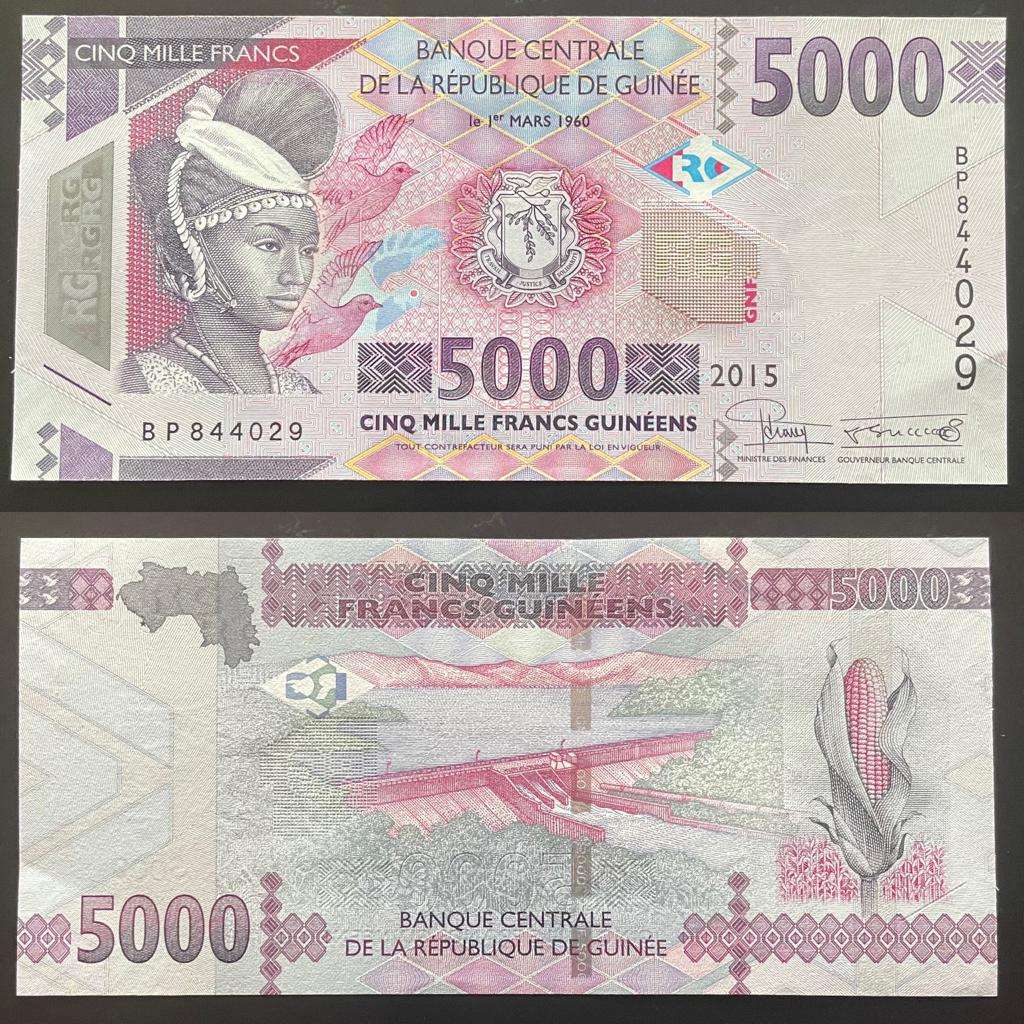 CINQ MILLE FRANCS
BANQUE CENTRALE
DE LA RÉPUBLIQUE DE GUINÉE
le 1er MARS 1960
5000
RG
RG
RG
BP844029
GNF
JUSTICE
5000
2015
CINQ MILLE FRANCS GUINÉENS
TOUT CONTREFACTEUR SERA PUNI PAR LA LOI EN VIGUEUR
BP844029
MINISTRE DES FINANCES
GOUVERNEUR BANQUE CENTRALE
CINQ MILLE
FRANCS GUINÉENS
5000
5000
BANQUE CENTRALE
DE LA RÉPUBLIQUE DE GUINÉE